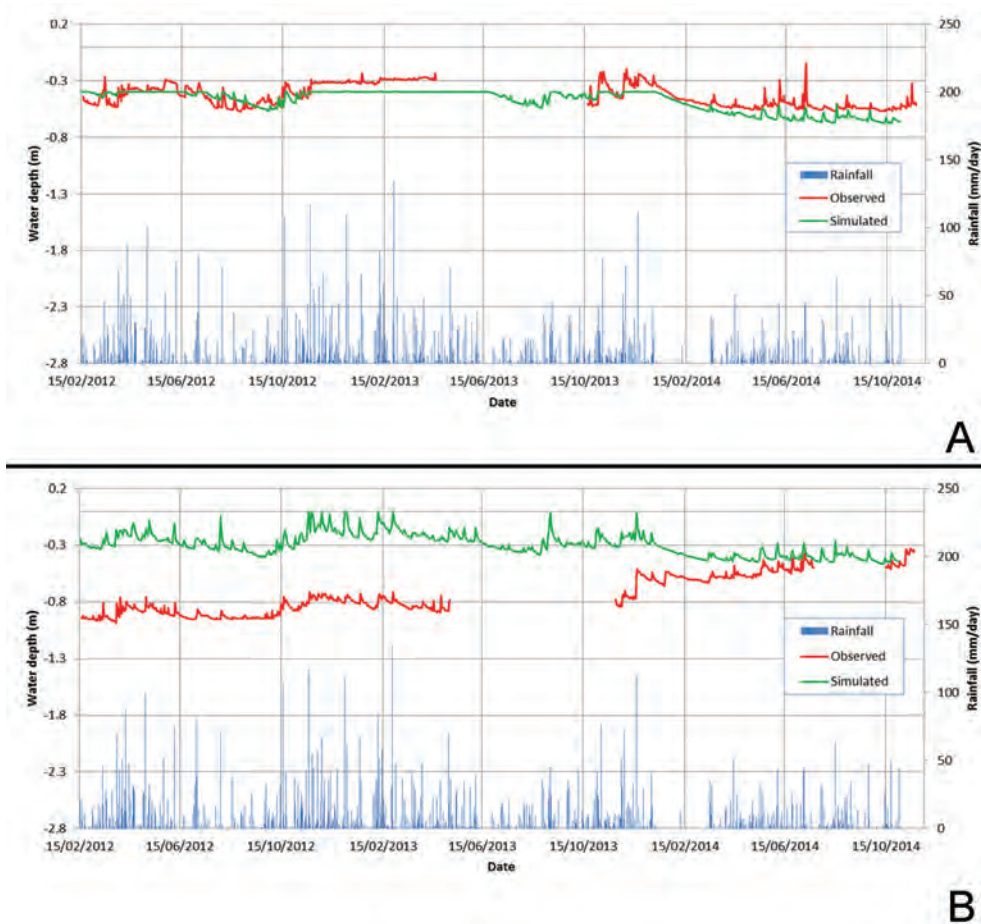 0.2
-0.3
-0.8
-1.3
-1.8
-2.3
-2.8
Water depth (m)
250
200
150
100
50
0
Rainfall (mm/day)
Rainfall
Observed
Simulated
15/02/2012 15/06/2012 15/10/2012 15/02/2013 15/06/2013 15/10/2013 15/02/2014 15/06/2014 15/10/2014
Date
A
0.2
-0.3
-0.8
-1.3
-1.8
-2.3
-2.8
Water depth (m)
250
200
150
100
50
0
Rainfall (mm/day)
Rainfall
Observed
Simulated
15/02/2012 15/06/2012 15/10/2012 15/02/2013 15/06/2013 15/10/2013 15/02/2014 15/06/2014 15/10/2014
Date
B